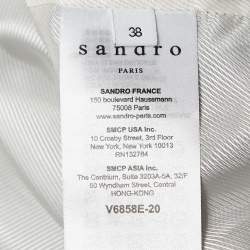 38
sandro
PARIS
SANDRO FRANCE
150 boulevard Haussmann
75008 Paris
www.sandro-paris.com
SMCP USA Inc.
10 Crosby Street, 3rd Floor
New York, New York 10013
RN132784
SMCP ASIA
The Centrium, Suite 3203A-5A, 32/F
60 Wyndham Street, Central
HONG-KONG
V6858E-20